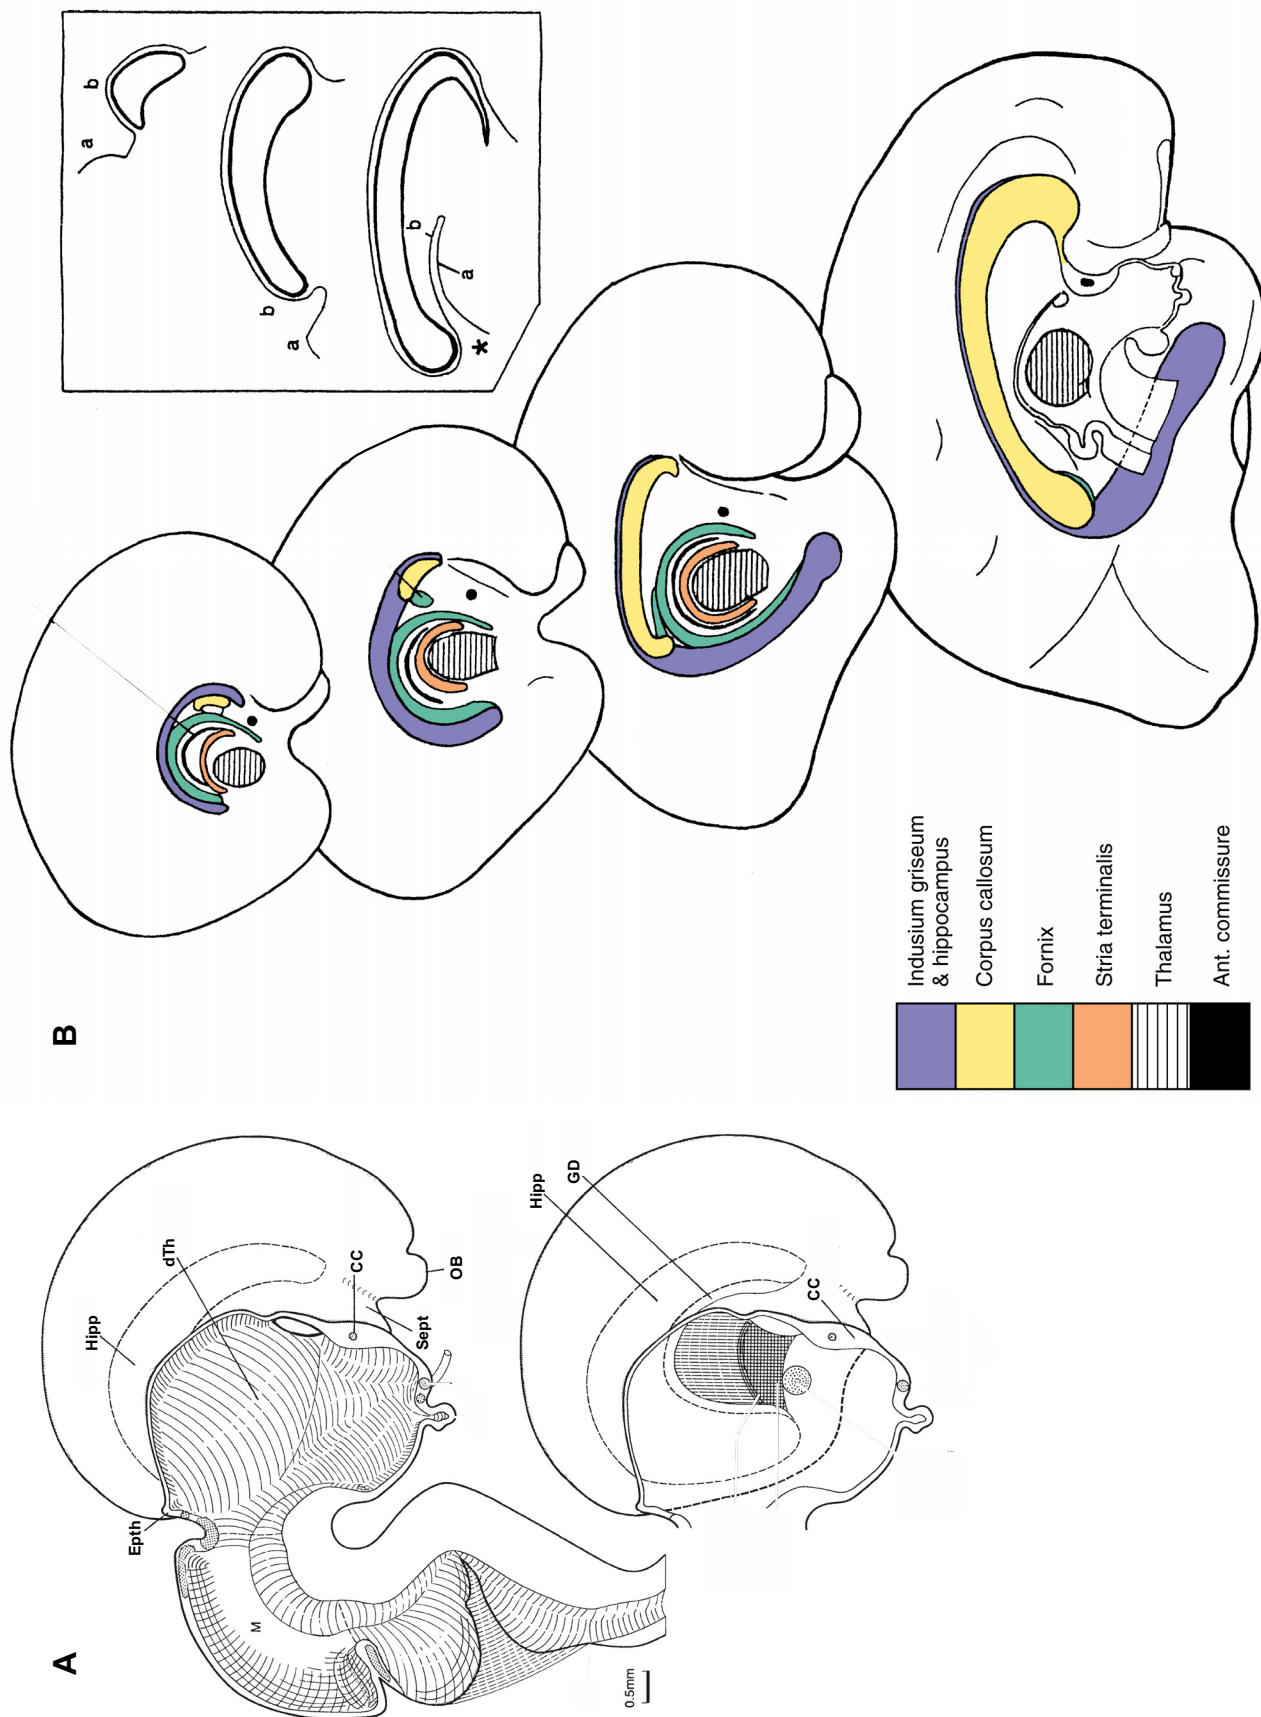 A
Hipp
dTh
CC
OB
Sept
Epth
M
0.5mm
Hipp
GD
CC
B
a
b
a
b
a
b
*
Indusium griseum
& hippocampus
Corpus callosum
Fornix
Stria terminalis
Thalamus
Ant. commissure